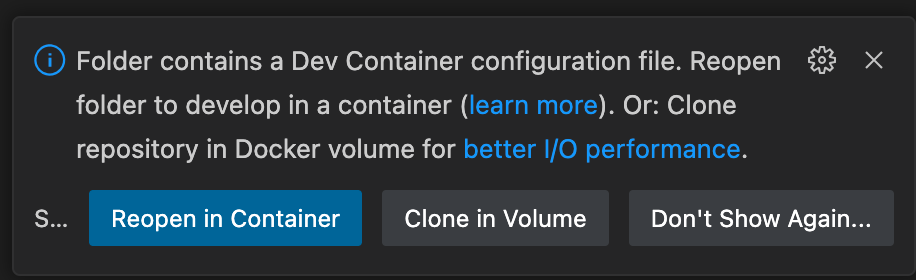 Folder contains a Dev Container configuration file. Reopen
folder to develop in a container (learn more). Or: Clone
repository in Docker volume for better I/O performance.
S... Reopen in Container Clone in Volume Don't Show Again...